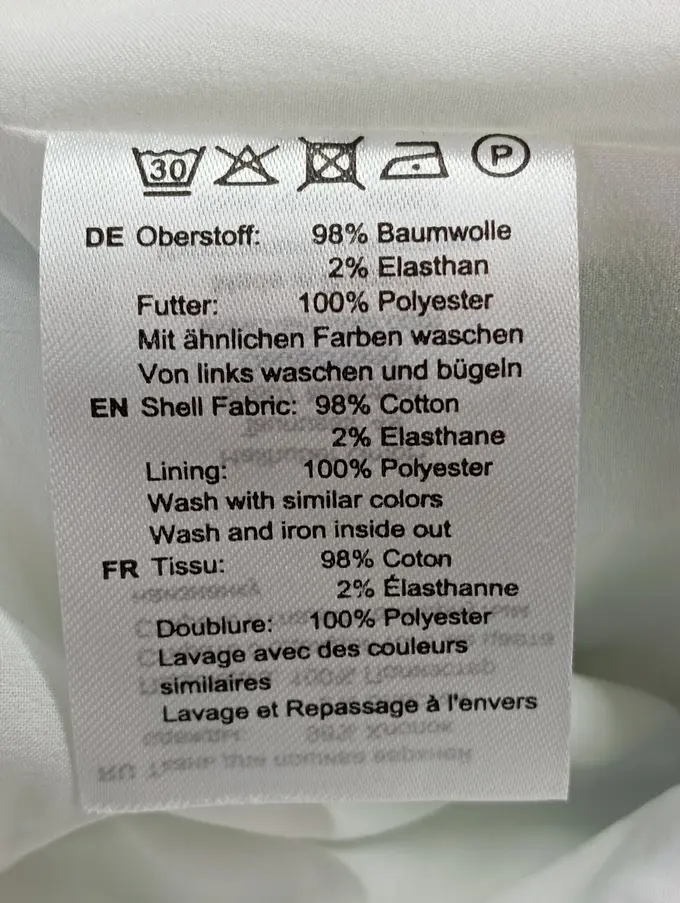 30 P
DE Oberstoff: 98% Baumwolle
2% Elasthan
Futter: 100% Polyester
Mit ähnlichen Farben waschen
Von links waschen und bügeln
EN Shell Fabric: 98% Cotton
2% Elasthane
Lining: 100% Polyester
Wash with similar colors
Wash and iron inside out
FR Tissu: 98% Coton
2% Élasthanne
Doublure: 100% Polyester
Lavage avec des couleurs
similaires
Lavage et Repassage à l'envers